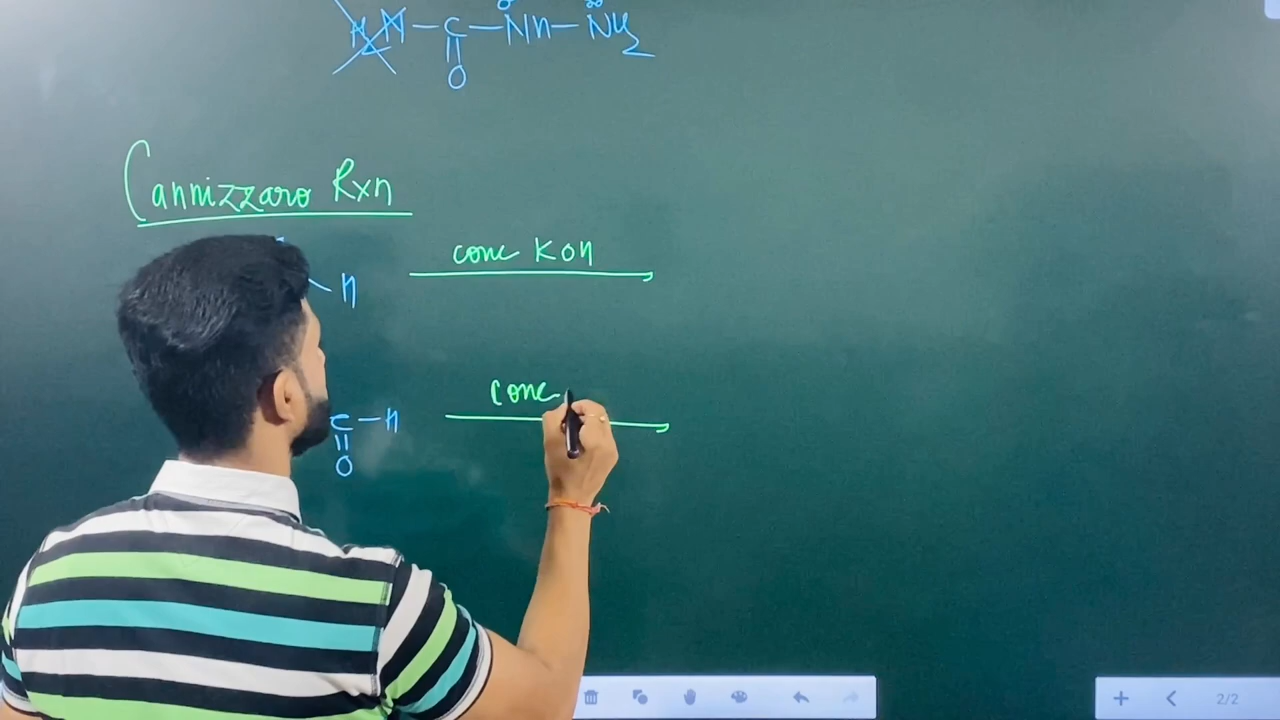 C — NH — NH2
O
Cannizzaro Rxn
conc KOH
H
conc
C — H
O
2/2